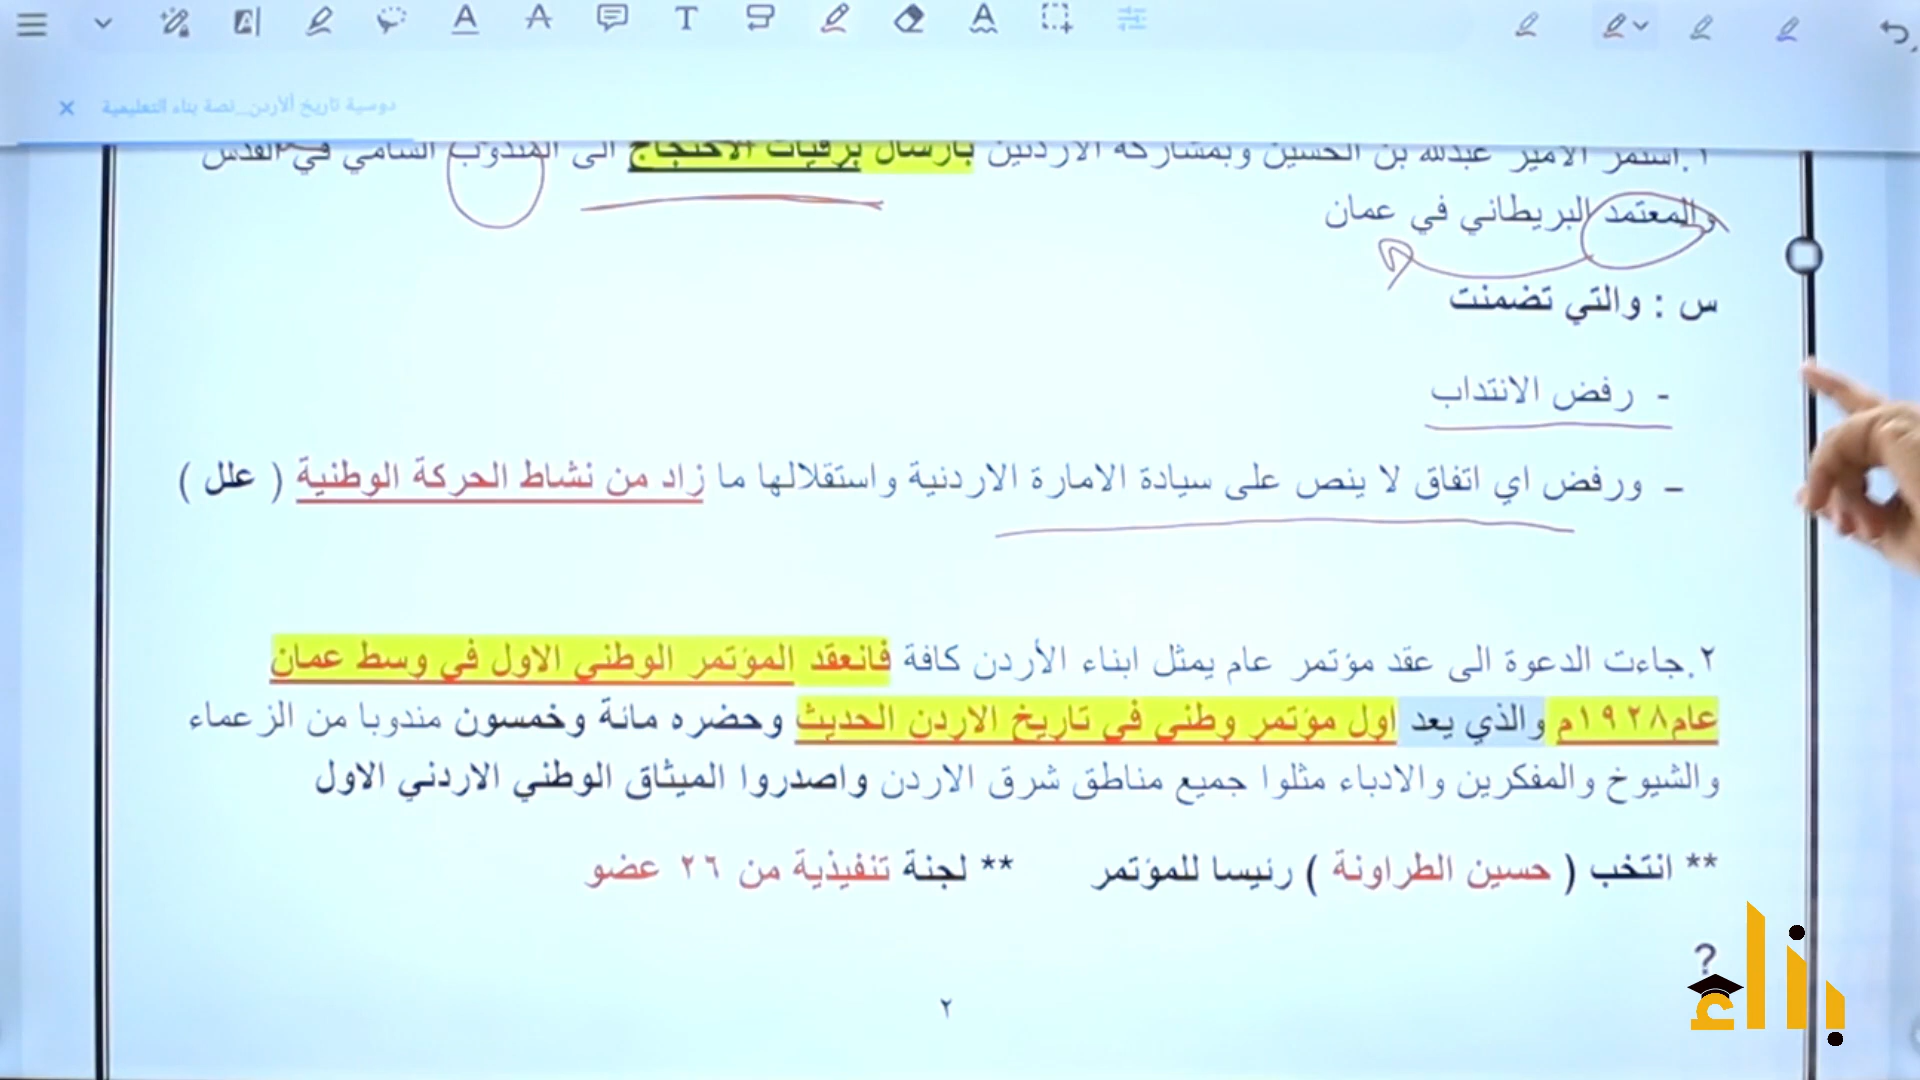 دوسية تاريخ ألأردن_نصة بناء التعليمية
١.استمر الامير عبدلله بن الحسين وبمشاركة الاردنيين بارسال برقيات الاحتجاج الى المندوب السامي في القدس
والمعتمد البريطاني في عمان
س : والتي تضمنت
- رفض الانتداب
– ورفض اي اتفاق لا ينص على سيادة الامارة الاردنية واستقلالها ما زاد من نشاط الحركة الوطنية ( علل )
٢.جاءت الدعوة الى عقد مؤتمر عام يمثل ابناء الأردن كافة فانعقد المؤتمر الوطني الاول في وسط عمان
عام١٩٢٨م والذي يعد اول مؤتمر وطني في تاريخ الاردن الحديث وحضره مائة وخمسون مندوبا من الزعماء
والشيوخ والمفكرين والادباء مثلوا جميع مناطق شرق الاردن واصدروا الميثاق الوطني الاردني الاول
** انتخب ( حسين الطراونة ) رئيسا للمؤتمر ** لجنة تنفيذية من ٢٦ عضو
?
٢
بناء